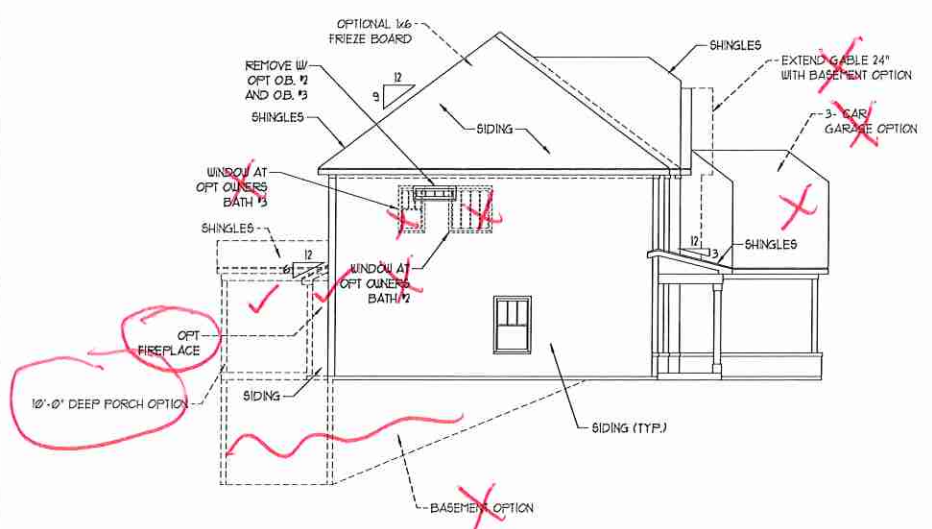 OPTIONAL 1x6
FRIEZE BOARD
SHINGLES
EXTEND GABLE 24"
WITH BASEMENT OPTION
REMOVE W/
OPT O.B. #2
AND O.B. #3
12
9
SHINGLES
SIDING
3- CAR
GARAGE OPTION
WINDOW AT
OPT OWNERS
BATH #3
SHINGLES
12
6
WINDOW AT
OPT OWNERS
BATH #2
12
3
SHINGLES
OPT
FIREPLACE
10'-0" DEEP PORCH OPTION
SIDING
SIDING (TYP.)
BASEMENT OPTION